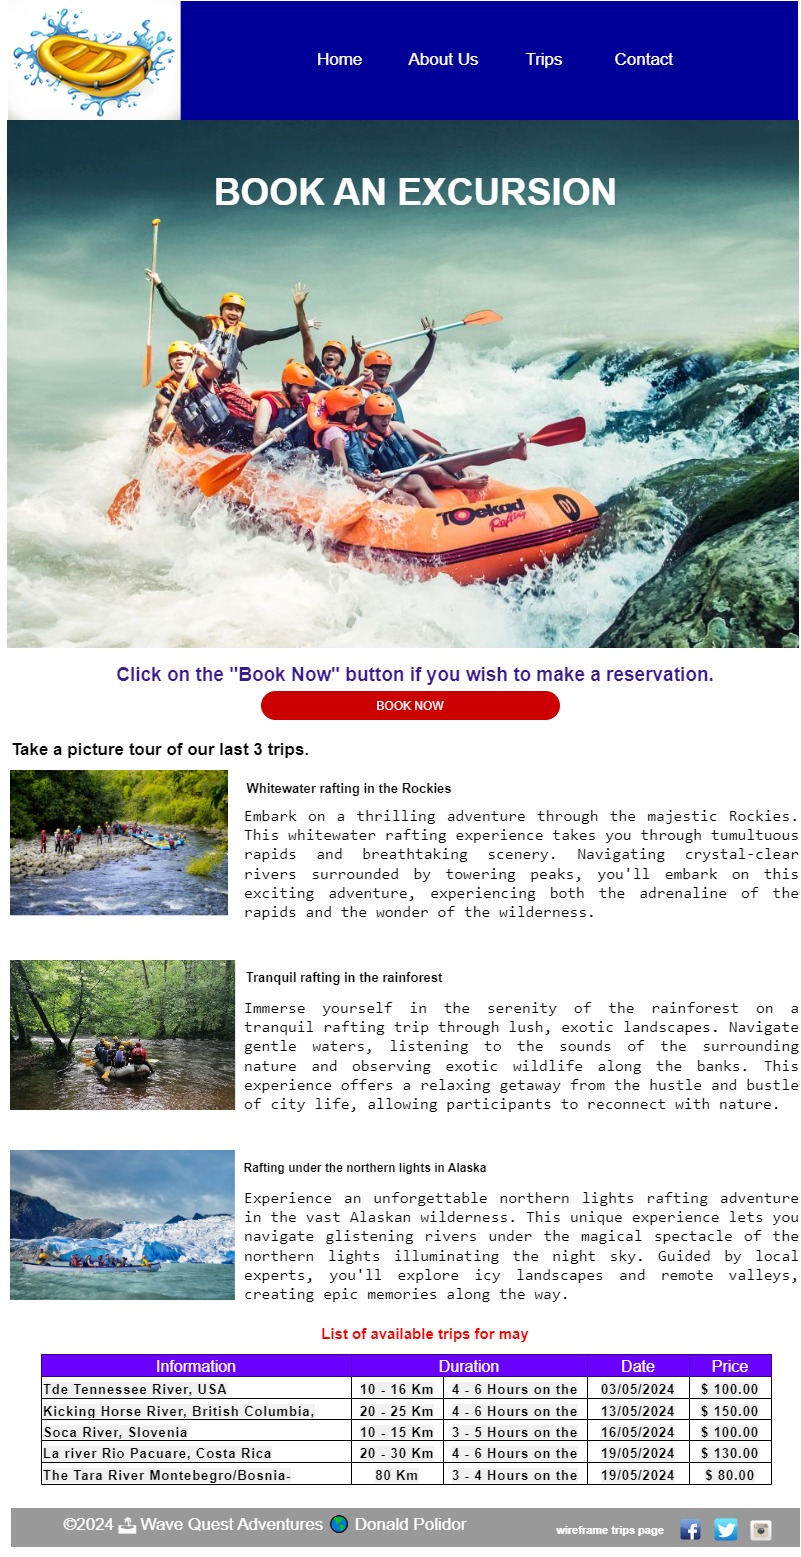 Home About Us Trips Contact
BOOK AN EXCURSION
Toekad
Rafting
01
Click on the "Book Now" button if you wish to make a reservation.
BOOK NOW
Take a picture tour of our last 3 trips.
Whitewater rafting in the Rockies
Embark on a thrilling adventure through the majestic Rockies.
This whitewater rafting experience takes you through tumultuous
rapids and breathtaking scenery. Navigating crystal-clear
rivers surrounded by towering peaks, you'll embark on this
exciting adventure, experiencing both the adrenaline of the
rapids and the wonder of the wilderness.
Tranquil rafting in the rainforest
Immerse yourself in the serenity of the rainforest on a
tranquil rafting trip through lush, exotic landscapes. Navigate
gentle waters, listening to the sounds of the surrounding
nature and observing exotic wildlife along the banks. This
experience offers a relaxing getaway from the hustle and bustle
of city life, allowing participants to reconnect with nature.
Rafting under the northern lights in Alaska
Experience an unforgettable northern lights rafting adventure
in the vast Alaskan wilderness. This unique experience lets you
navigate glistening rivers under the magical spectacle of the
northern lights illuminating the night sky. Guided by local
experts, you'll explore icy landscapes and remote valleys,
creating epic memories along the way.
List of available trips for may
Information Duration Date Price
Tde Tennessee River, USA 10 - 16 Km 4 - 6 Hours on the 03/05/2024 $ 100.00
Kicking Horse River, British Columbia, 20 - 25 Km 4 - 6 Hours on the 13/05/2024 $ 150.00
Soca River, Slovenia 10 - 15 Km 3 - 5 Hours on the 16/05/2024 $ 100.00
La river Rio Pacuare, Costa Rica 20 - 30 Km 4 - 6 Hours on the 19/05/2024 $ 130.00
The Tara River Montebegro/Bosnia- 80 Km 3 - 4 Hours on the 19/05/2024 $ 80.00
©2024 Wave Quest Adventures Donald Polidor wireframe trips page